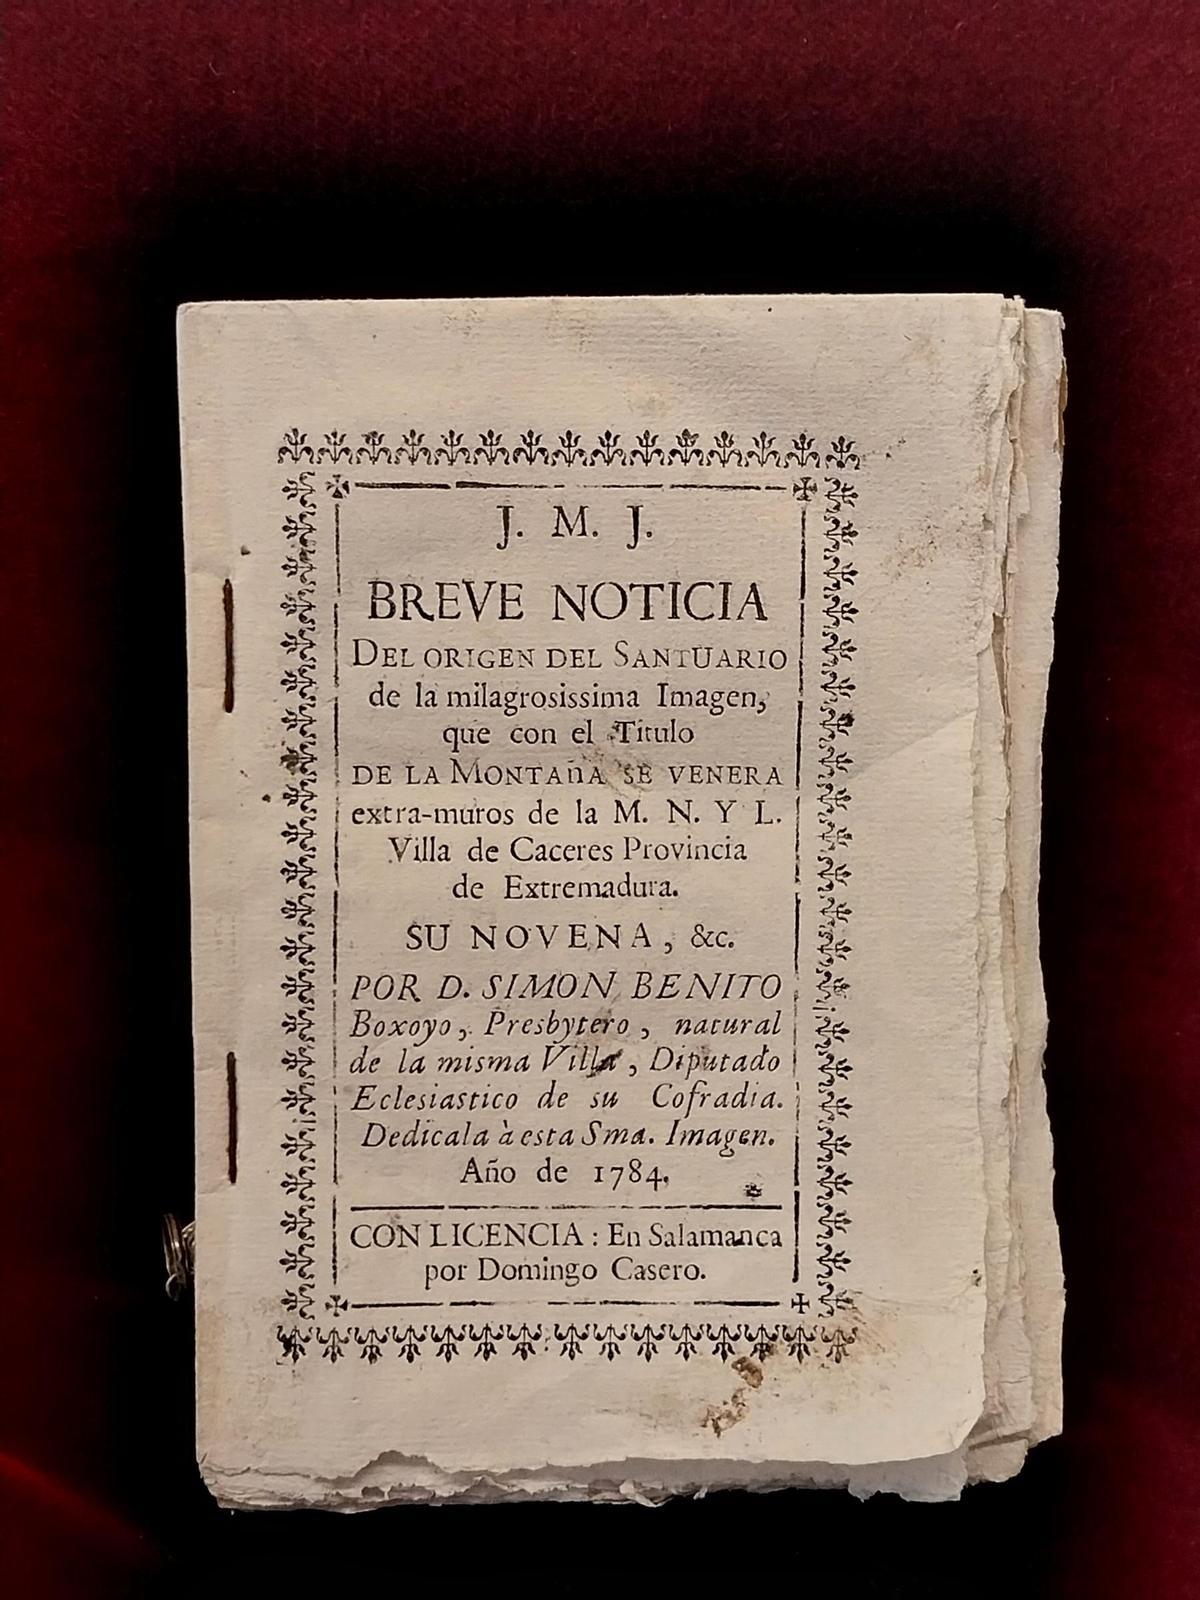 J. M. J.
BREVE NOTICIA
DEL ORIGEN DEL SANTUARIO
de la milagrosissima Imagen,
que con el Titulo
DE LA MONTAñA SE VENERA
extra-muros de la M. N. Y L.
Villa de Caceres Provincia
de Extremadura.
SU NOVENA, &c.
POR D. SIMON BENITO
Boxoyo, Presbytero, natural
de la misma Villa, Diputado
Eclesiastico de su Cofradia.
Dedicala à esta Sma. Imagen.
Año de 1784.
CON LICENCIA: En Salamanca
por Domingo Casero.